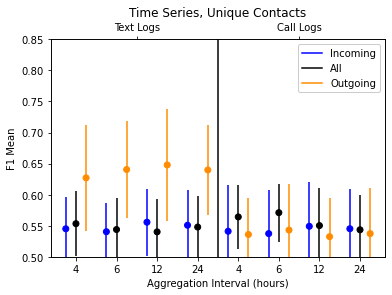 Time Series, Unique Contacts
Text Logs
Call Logs
0.85
0.80
0.75
0.70
0.65
0.60
0.55
0.50
F1 Mean
Incoming
All
Outgoing
4 6 12 24 4 6 12 24
Aggregation Interval (hours)